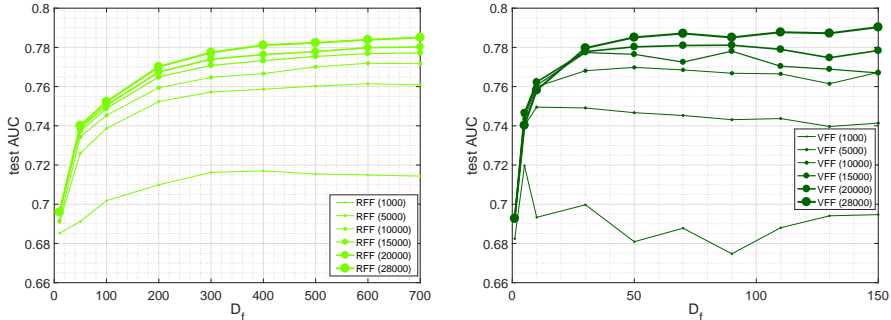 0.8
0.78
0.76
0.74
0.72
0.7
0.68
0.66
test AUC
0
100
200
300
400
500
600
700
D_f
RFF (1000)
RFF (5000)
RFF (10000)
RFF (15000)
RFF (20000)
RFF (28000)
0.8
0.78
0.76
0.74
0.72
0.7
0.68
0.66
test AUC
0
50
100
150
D_f
VFF (1000)
VFF (5000)
VFF (10000)
VFF (15000)
VFF (20000)
VFF (28000)